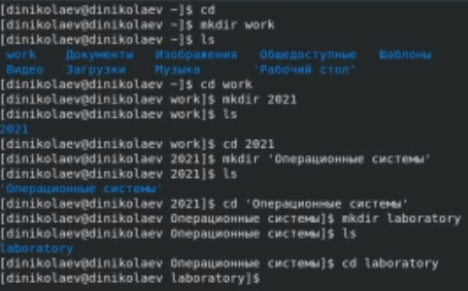 [dinikolaev@dinikolaev ~]$ cd
[dinikolaev@dinikolaev ~]$ mkdir work
[dinikolaev@dinikolaev ~]$ ls
work Документы Изображения Общедоступные Шаблоны
Видео Загрузки Музыка 'Рабочий стол'
[dinikolaev@dinikolaev ~]$ cd work
[dinikolaev@dinikolaev work]$ mkdir 2021
[dinikolaev@dinikolaev work]$ ls
2021
[dinikolaev@dinikolaev work]$ cd 2021
[dinikolaev@dinikolaev 2021]$ mkdir 'Операционные системы'
[dinikolaev@dinikolaev 2021]$ ls
'Операционные системы'
[dinikolaev@dinikolaev 2021]$ cd 'Операционные системы'
[dinikolaev@dinikolaev Операционные системы]$ mkdir laboratory
[dinikolaev@dinikolaev Операционные системы]$ ls
laboratory
[dinikolaev@dinikolaev Операционные системы]$ cd laboratory
[dinikolaev@dinikolaev laboratory]$